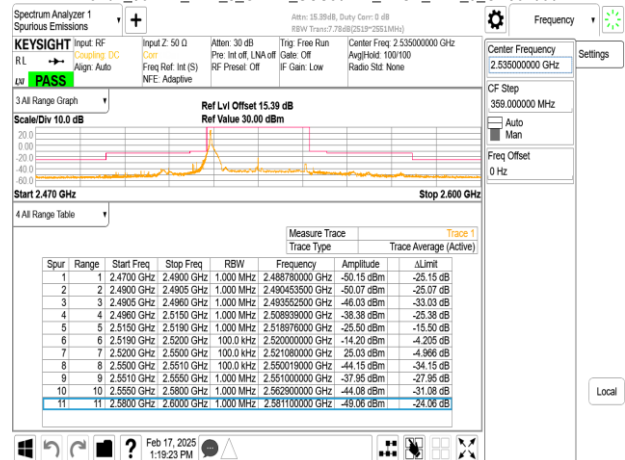 Spectrum Analyzer 1
Spurious Emissions
Attn: 15.39dB, Duty Corr: 0 dB
RBW Trans:7.78dB(2519~2551MHz)
Frequency
KEYSIGHT
RL
PASS
Input: RF
Coupling: DC
Align: Auto
Input Z: 50 Ω
Corr
Freq Ref: Int (S)
NFE: Adaptive
Atten: 30 dB
Pre: Int off, LNA off
RF Preset: Off
Trig: Free Run
Gate: Off
IF Gain: Low
Center Freq: 2.535000000 GHz
Avg|Hold: 100/100
Radio Std: None
Center Frequency
2.535000000 GHz
Settings
CF Step
359.000000 MHz
Auto
Man
Freq Offset
0 Hz
Local
3 All Range Graph
Scale/Div 10.0 dB
Ref Lvl Offset 15.39 dB
Ref Value 30.00 dBm
20.0
0.00
-20.0
-40.0
-60.0
Start 2.470 GHz
Stop 2.600 GHz
4 All Range Table
Measure Trace Trace 1
Trace Type Trace Average (Active)
Spur Range Start Freq Stop Freq RBW Frequency Amplitude ΔLimit
1 1 2.4700 GHz 2.4900 GHz 1.000 MHz 2.488780000 GHz -50.15 dBm -25.15 dB
2 2 2.4900 GHz 2.4905 GHz 1.000 MHz 2.490453500 GHz -50.07 dBm -25.07 dB
3 3 2.4905 GHz 2.4960 GHz 1.000 MHz 2.493552500 GHz -46.03 dBm -33.03 dB
4 4 2.4960 GHz 2.5150 GHz 1.000 MHz 2.508939000 GHz -38.38 dBm -25.38 dB
5 5 2.5150 GHz 2.5190 GHz 1.000 MHz 2.518976000 GHz -25.50 dBm -15.50 dB
6 6 2.5190 GHz 2.5200 GHz 100.0 kHz 2.520000000 GHz -14.20 dBm -4.205 dB
7 7 2.5200 GHz 2.5500 GHz 100.0 kHz 2.521080000 GHz 25.03 dBm -4.966 dB
8 8 2.5500 GHz 2.5510 GHz 100.0 kHz 2.550019000 GHz -44.15 dBm -34.15 dB
9 9 2.5510 GHz 2.5550 GHz 1.000 MHz 2.551000000 GHz -37.95 dBm -27.95 dB
10 10 2.5550 GHz 2.5800 GHz 1.000 MHz 2.562900000 GHz -44.08 dBm -31.08 dB
11 11 2.5800 GHz 2.6000 GHz 1.000 MHz 2.581100000 GHz -49.06 dBm -24.06 dB
Feb 17, 2025
1:19:23 PM